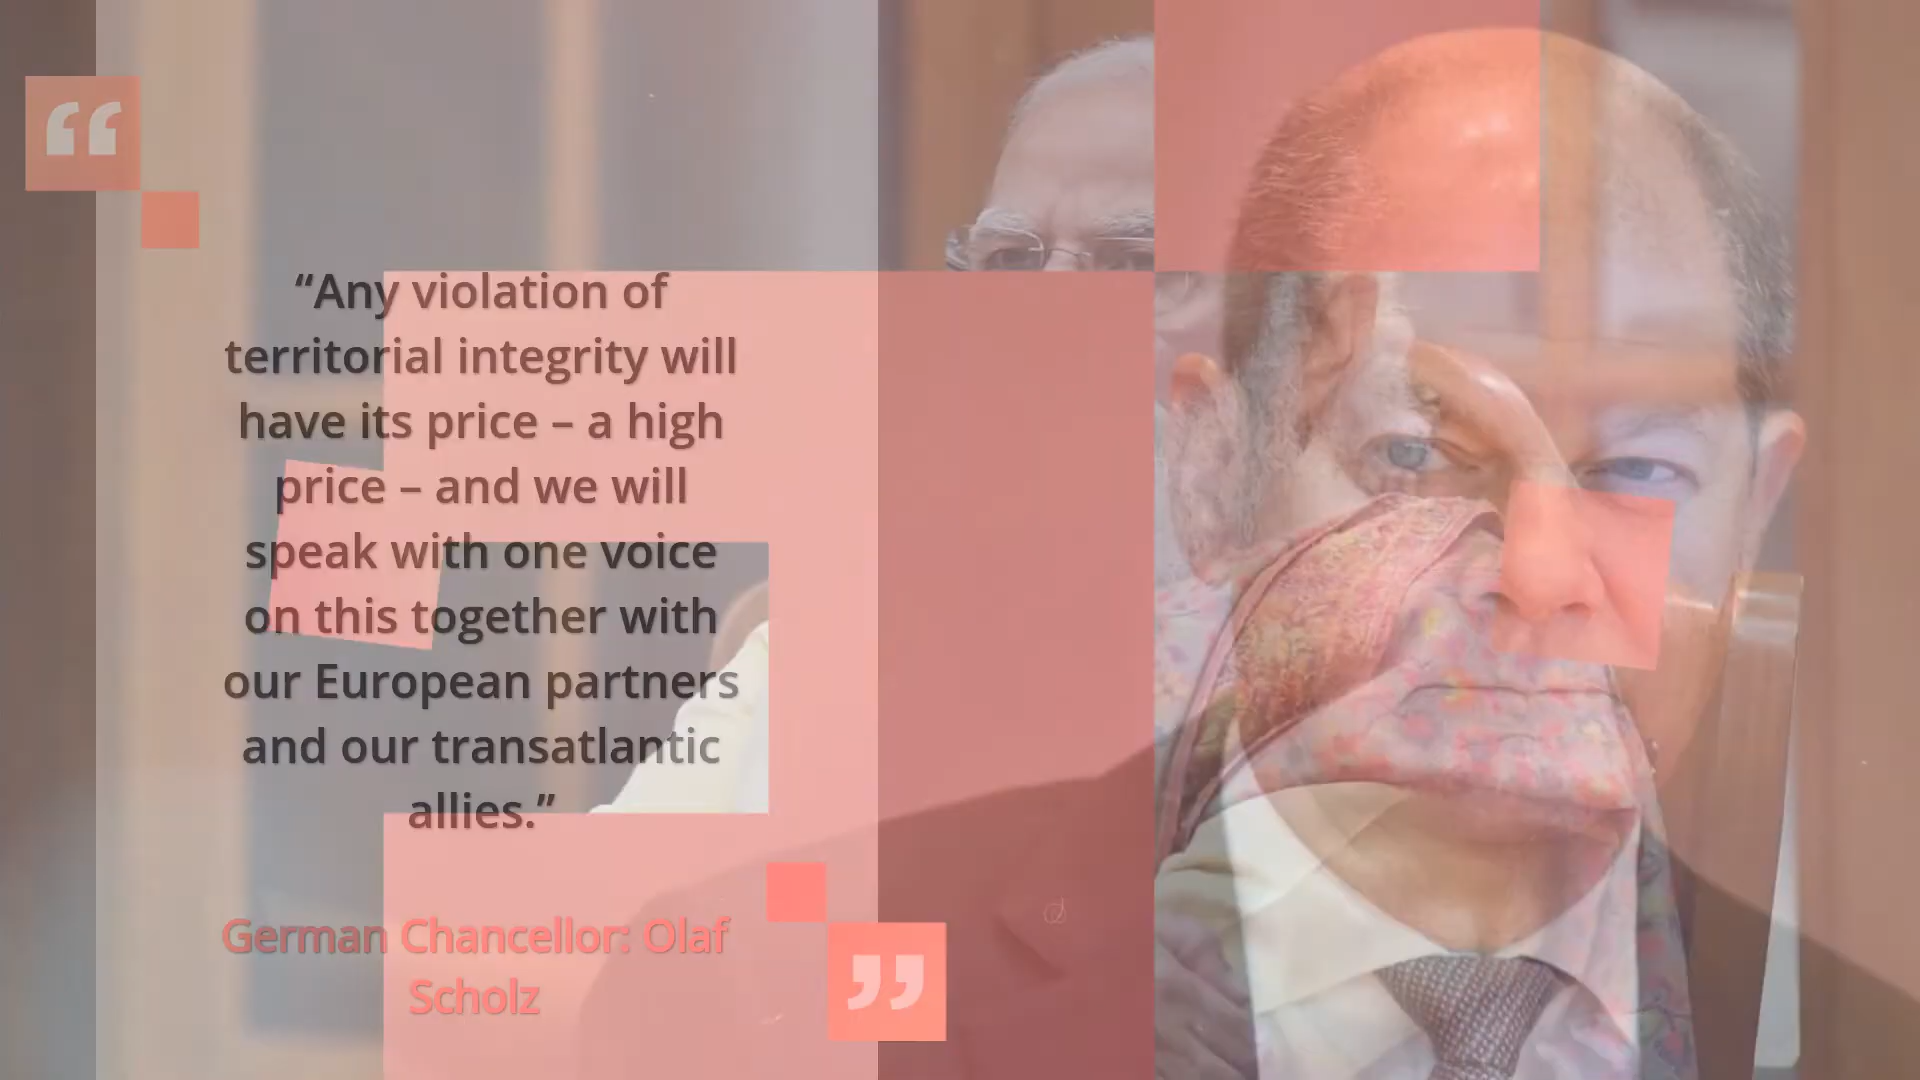 “Any violation of
territorial integrity will
have its price – a high
price – and we will
speak with one voice
on this together with
our European partners
and our transatlantic
allies.”
German Chancellor: Olaf
Scholz